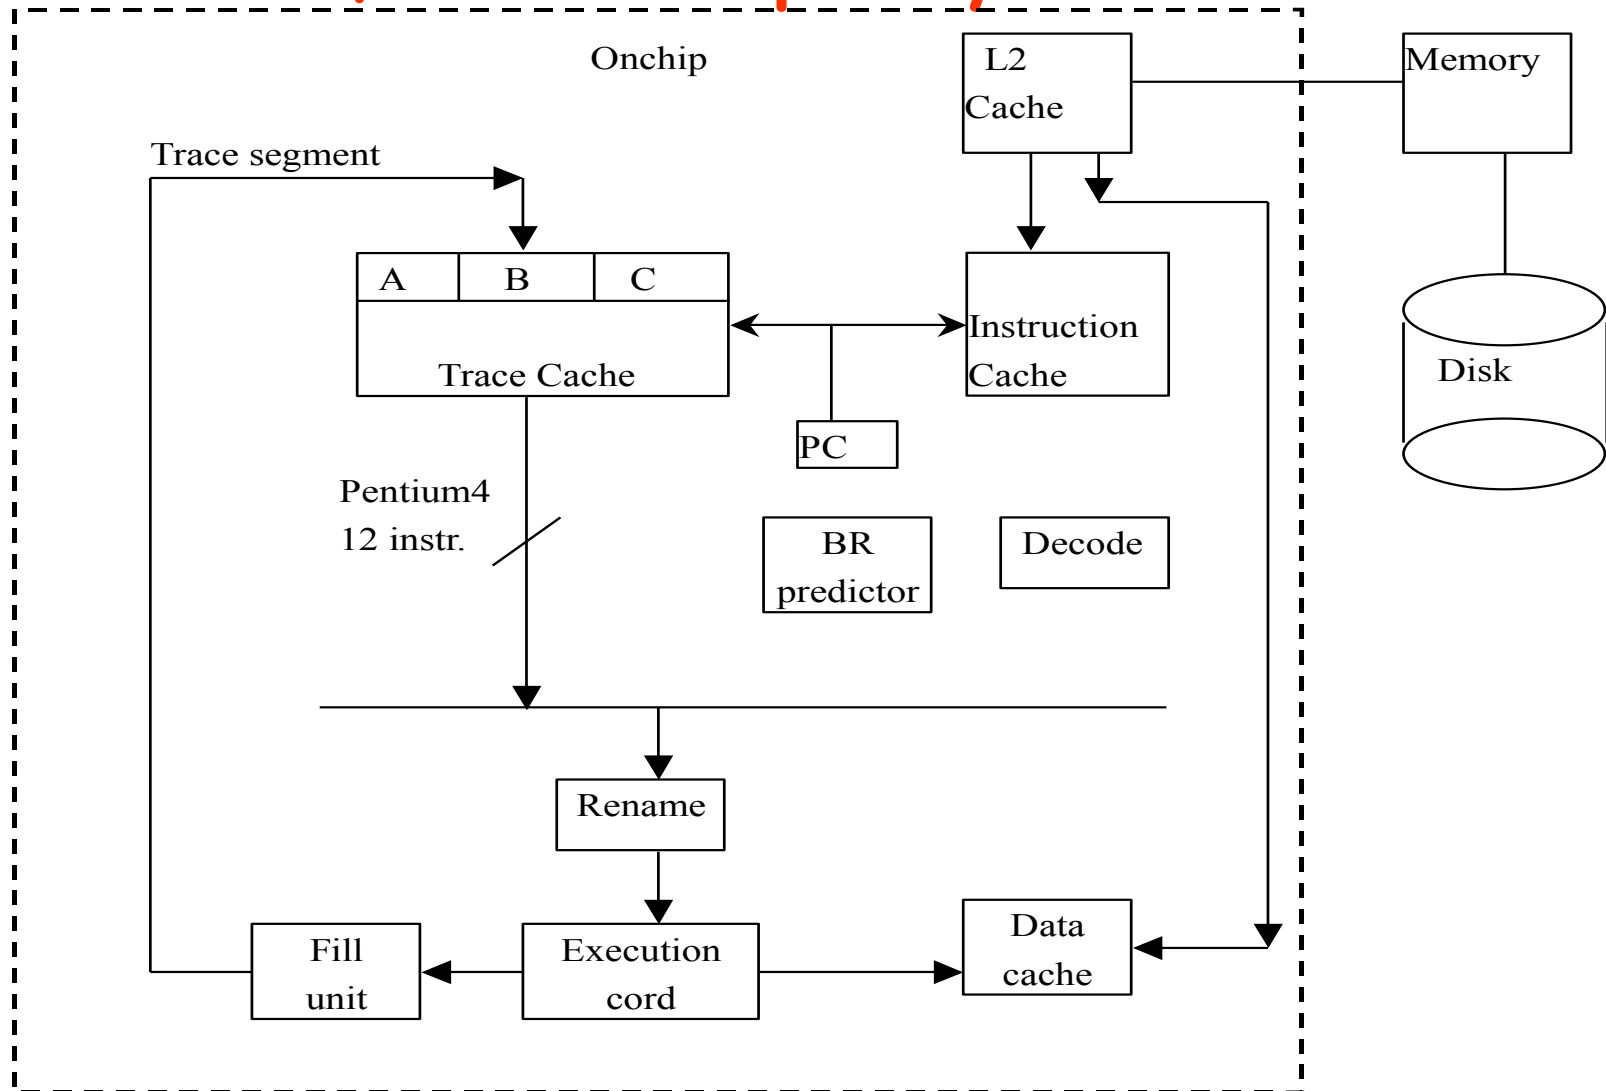 Onchip
L2
Cache
Memory
Trace segment
A
B
C
Trace Cache
Instruction
Cache
Disk
PC
Pentium4
12 instr.
BR
predictor
Decode
Rename
Fill
unit
Execution
cord
Data
cache